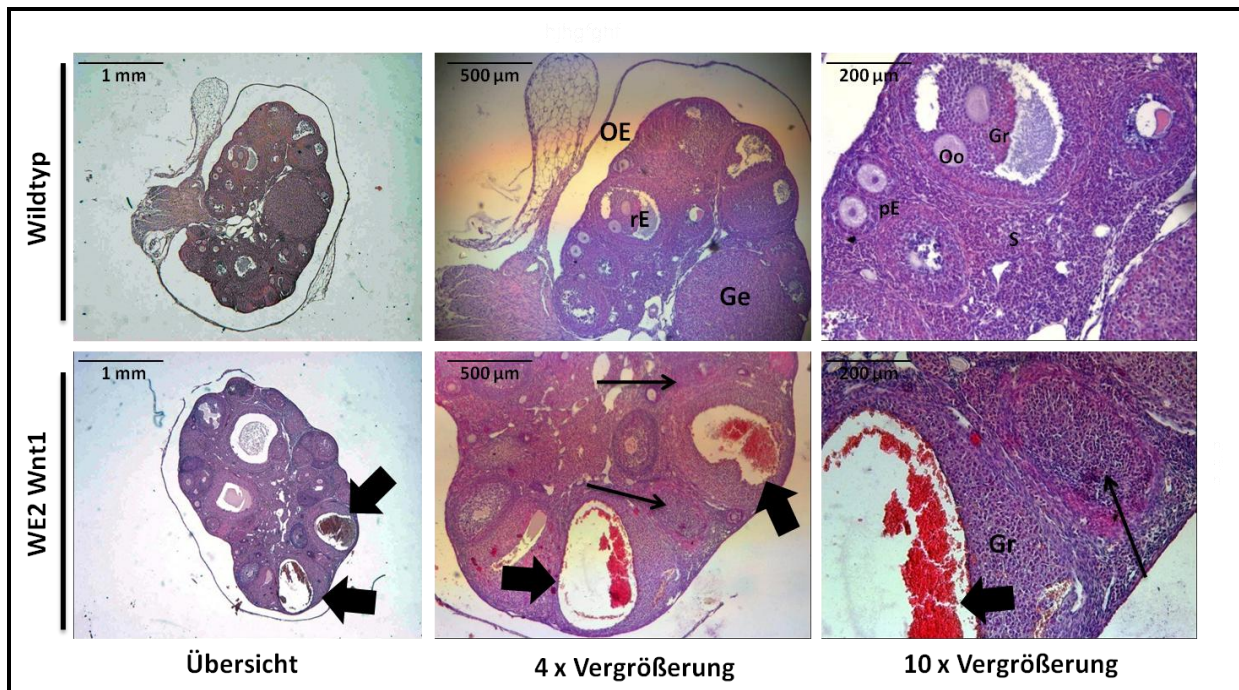 Wildtyp
1 mm
500 µm
OE
rE
Ge
200 µm
Gr
Oo
pE
S
WE2 Wnt1
1 mm
500 µm
200 µm
Gr
Übersicht
4 x Vergrößerung
10 x Vergrößerung